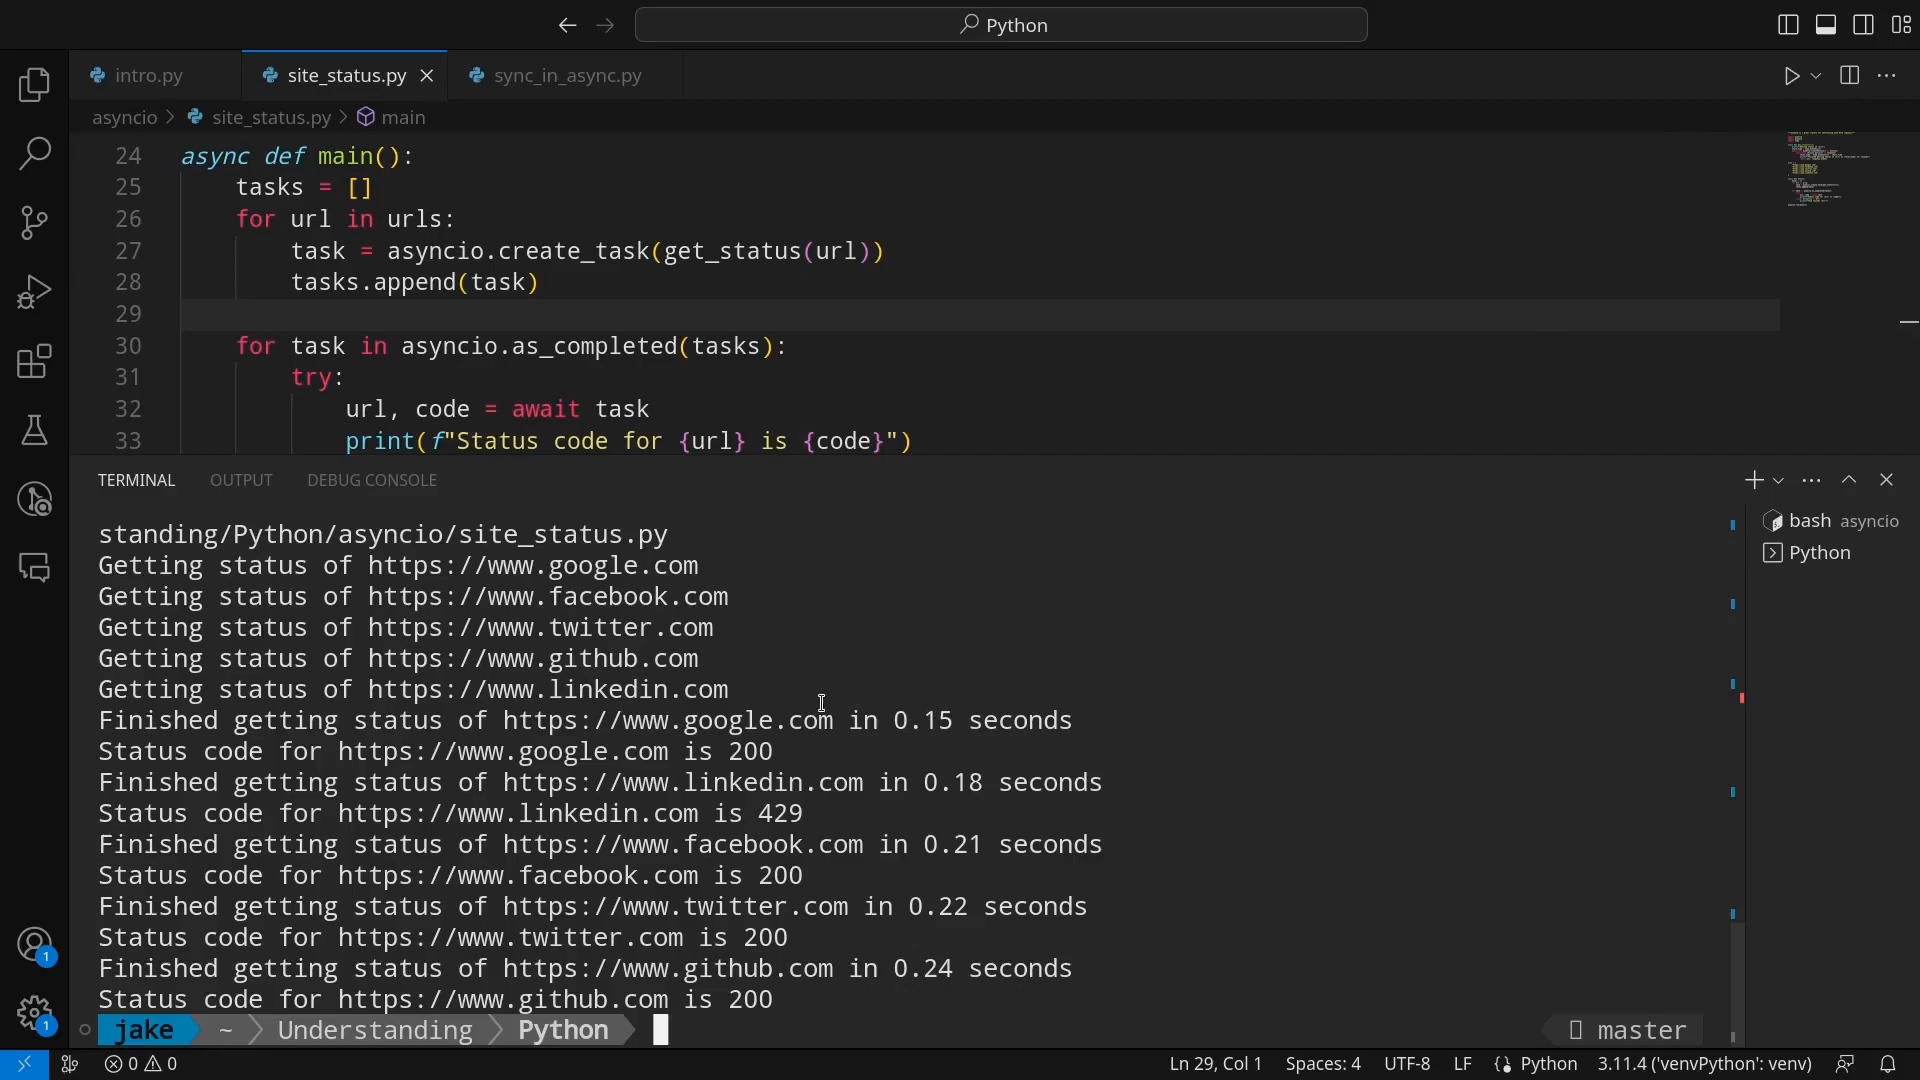 Python
intro.py
site_status.py
sync_in_async.py
asyncio > site_status.py > main
24 async def main():
25 tasks = []
26 for url in urls:
27 task = asyncio.create_task(get_status(url))
28 tasks.append(task)
29
30 for task in asyncio.as_completed(tasks):
31 try:
32 url, code = await task
33 print(f"Status code for {url} is {code}")
TERMINAL OUTPUT DEBUG CONSOLE
bash asyncio
Python
standing/Python/asyncio/site_status.py
Getting status of https://www.google.com
Getting status of https://www.facebook.com
Getting status of https://www.twitter.com
Getting status of https://www.github.com
Getting status of https://www.linkedin.com
Finished getting status of https://www.google.com in 0.15 seconds
Status code for https://www.google.com is 200
Finished getting status of https://www.linkedin.com in 0.18 seconds
Status code for https://www.linkedin.com is 429
Finished getting status of https://www.facebook.com in 0.21 seconds
Status code for https://www.facebook.com is 200
Finished getting status of https://www.twitter.com in 0.22 seconds
Status code for https://www.twitter.com is 200
Finished getting status of https://www.github.com in 0.24 seconds
Status code for https://www.github.com is 200
jake ~ Understanding Python master
1
1
0 0 Ln 29, Col 1 Spaces: 4 UTF-8 LF Python 3.11.4 ('venvPython': venv)